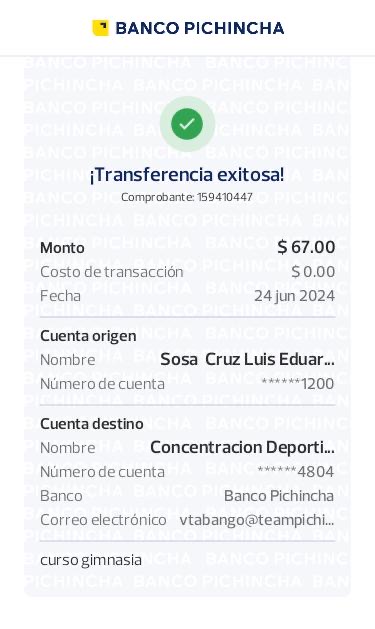 BANCO PICHINCHA
¡Transferencia exitosa!
Comprobante: 159410447
Monto $ 67.00
Costo de transacción $ 0.00
Fecha 24 jun 2024
Cuenta origen
Nombre Sosa Cruz Luis Eduar...
Número de cuenta ******1200
Cuenta destino
Nombre Concentracion Deporti...
Número de cuenta ******4804
Banco Banco Pichincha
Correo electrónico vtabango@teampichi...
curso gimnasia